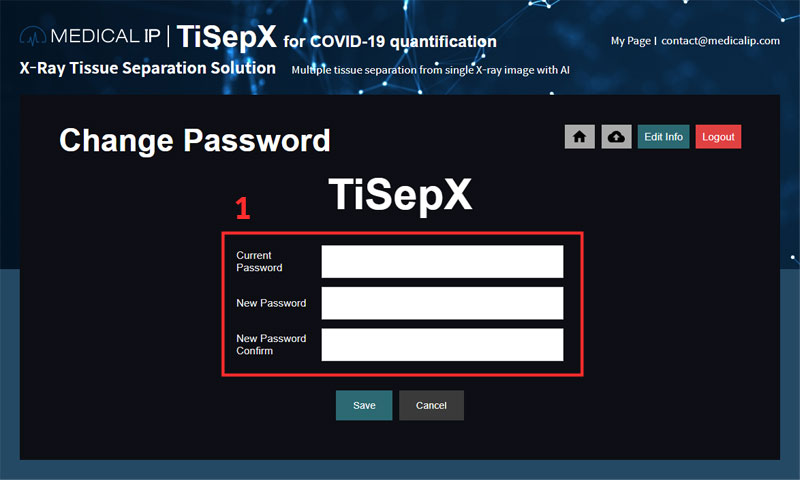 MEDICAL IP | TiSepX for COVID-19 quantification
My Page | contact@medicalip.com
X-Ray Tissue Separation Solution Multiple tissue separation from single X-ray image with AI
Change Password
Edit Info
Logout
TiSepX
1
Current
Password
New Password
New Password
Confirm
Save
Cancel